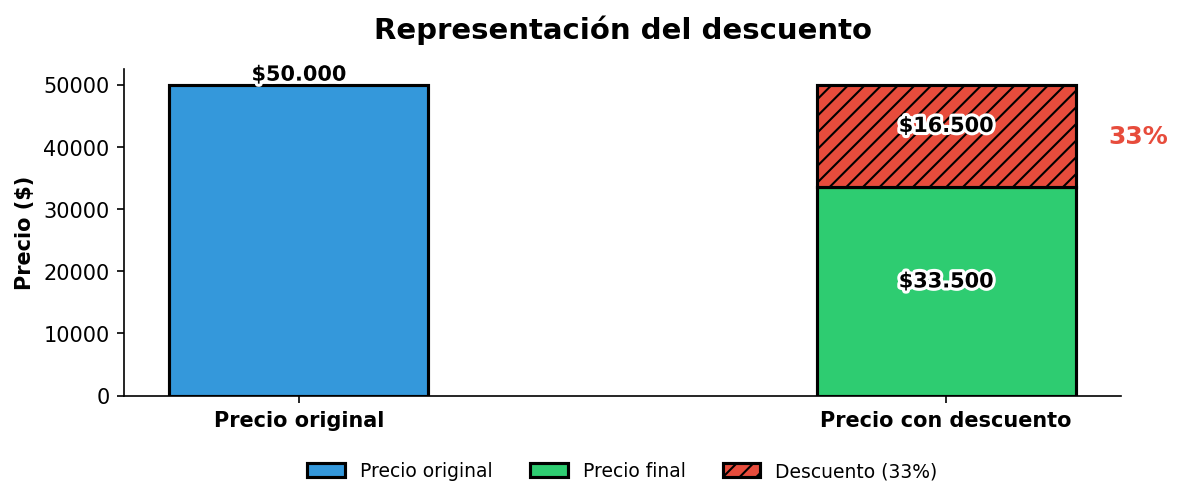 Representación del descuento
Precio ($)
50000
40000
30000
20000
10000
0
$50.000
$16.500
33%
$33.500
Precio original
Precio con descuento
Precio original
Precio final
Descuento (33%)